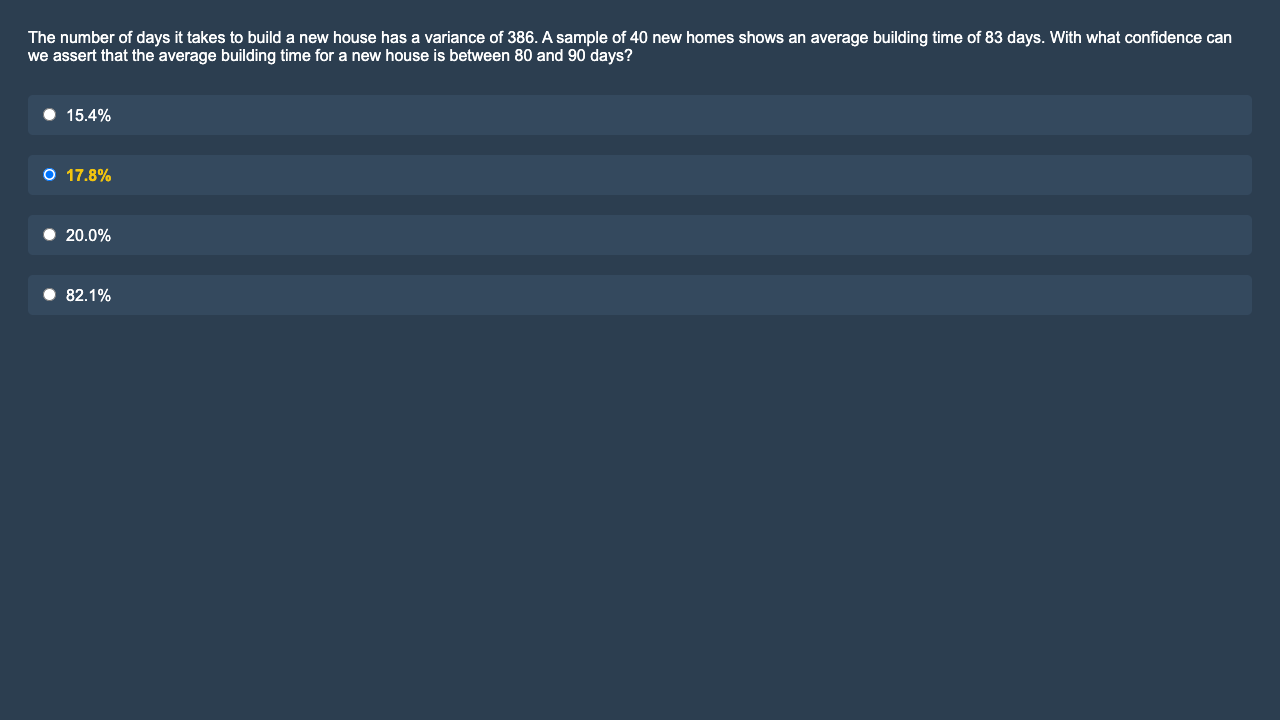 The number of days it takes to build a new house has a variance of 386. A sample of 40 new homes shows an average building time of 83 days. With what confidence can
we assert that the average building time for a new house is between 80 and 90 days?
15.4%
17.8%
20.0%
82.1%